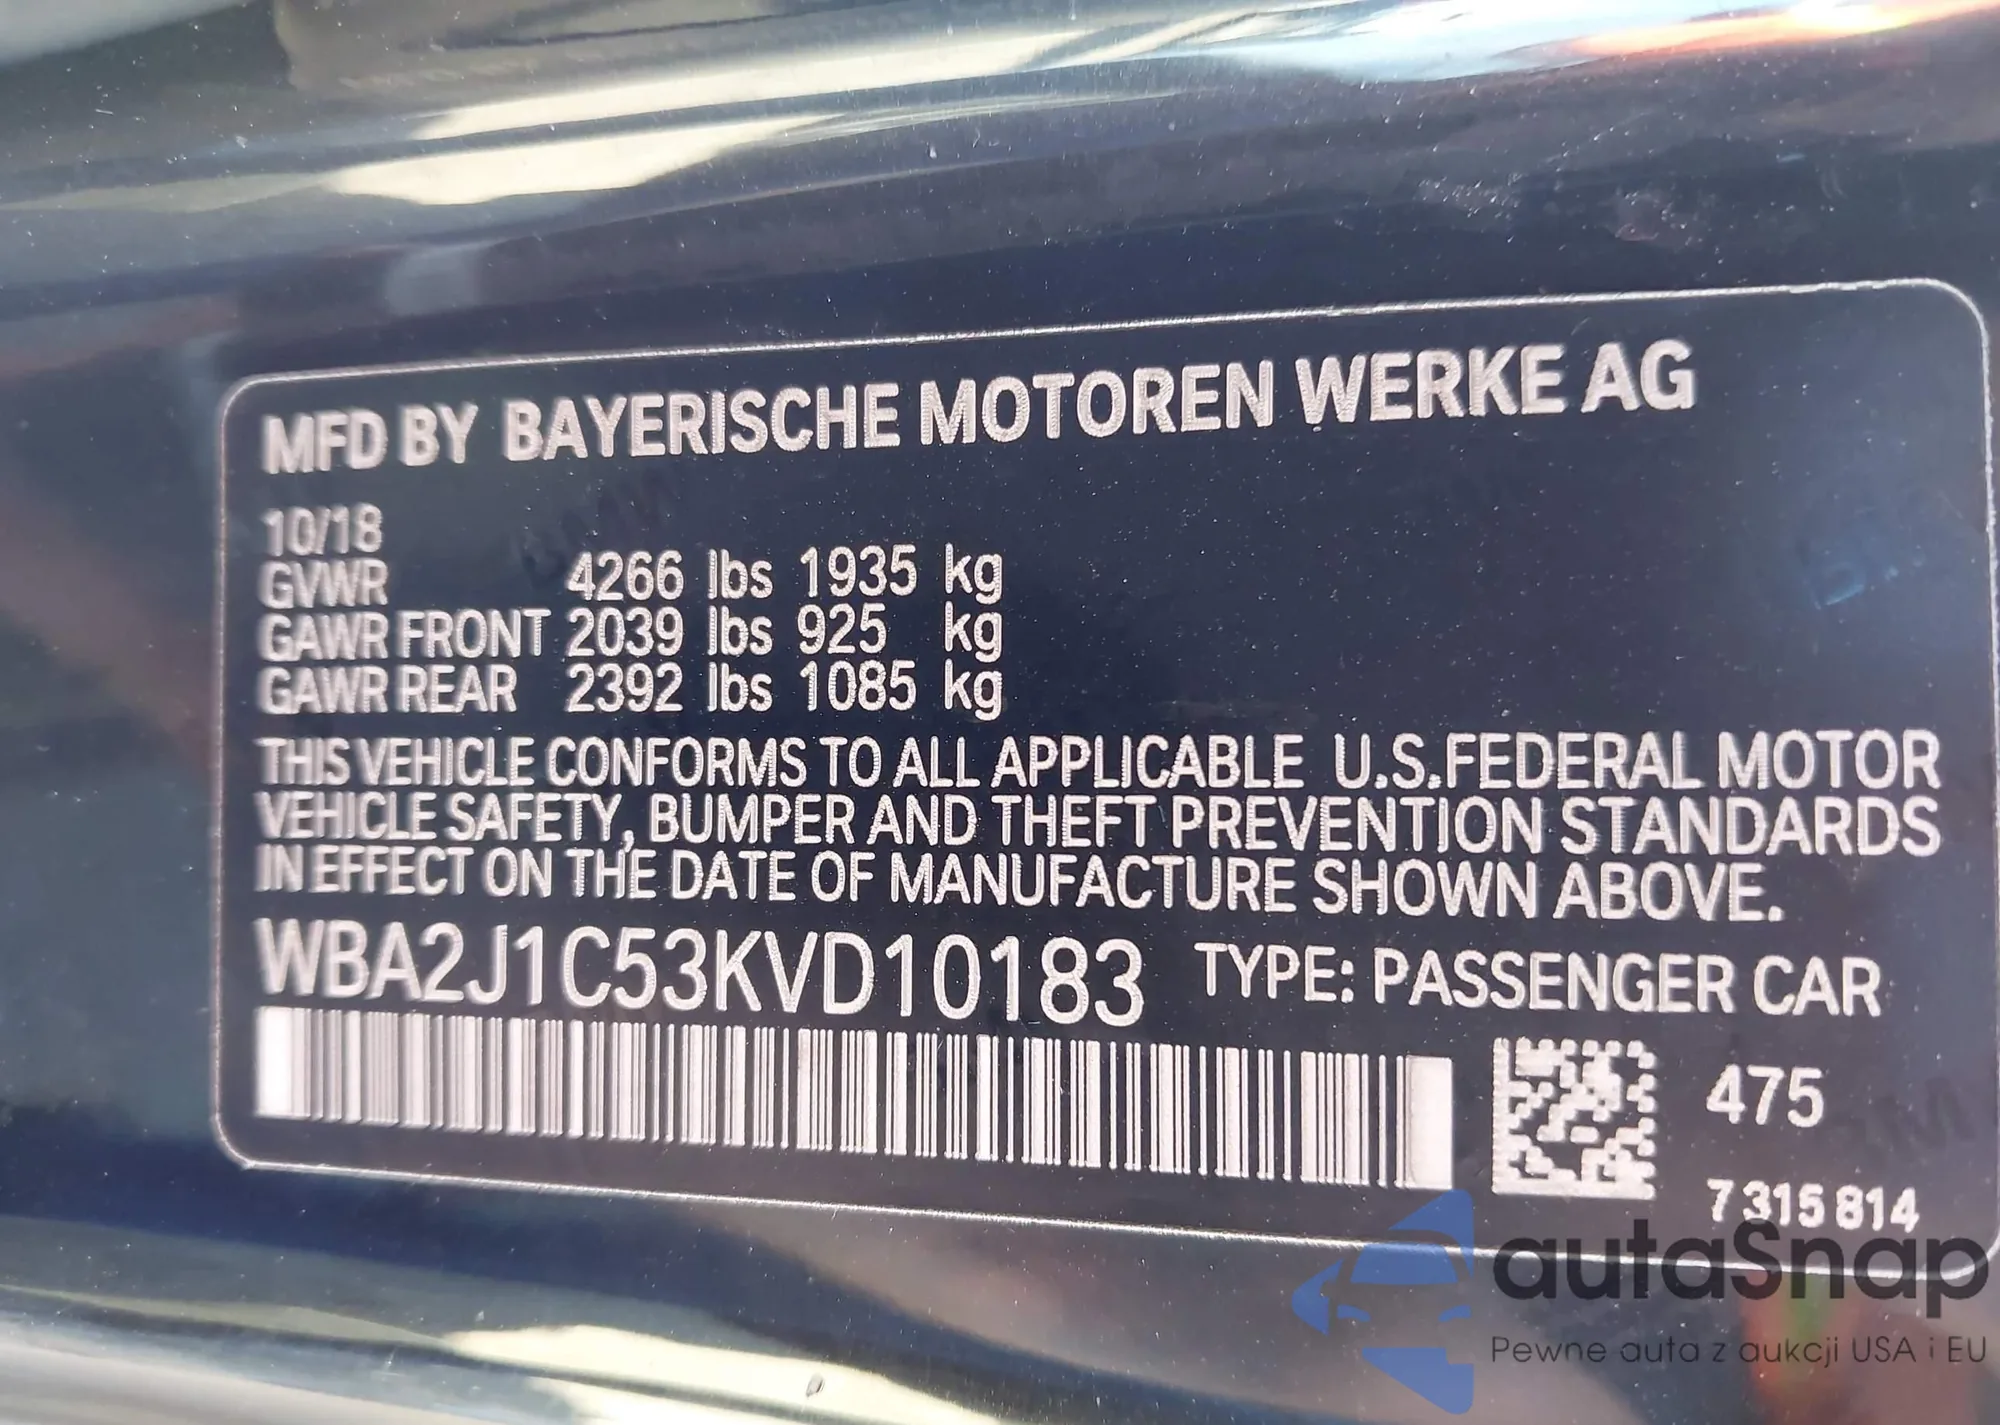 MFD BY BAYERISCHE MOTOREN WERKE AG
10/18
GVWR 4266 lbs 1935 kg
GAWR FRONT 2039 lbs 925 kg
GAWR REAR 2392 lbs 1085 kg
THIS VEHICLE CONFORMS TO ALL APPLICABLE U.S.FEDERAL MOTOR
VEHICLE SAFETY, BUMPER AND THEFT PREVENTION STANDARDS
IN EFFECT ON THE DATE OF MANUFACTURE SHOWN ABOVE.
WBA2J1C53KVD10183 TYPE: PASSENGER CAR
475
7315814
autaSnap
Pewne auta z aukcji USA i EU